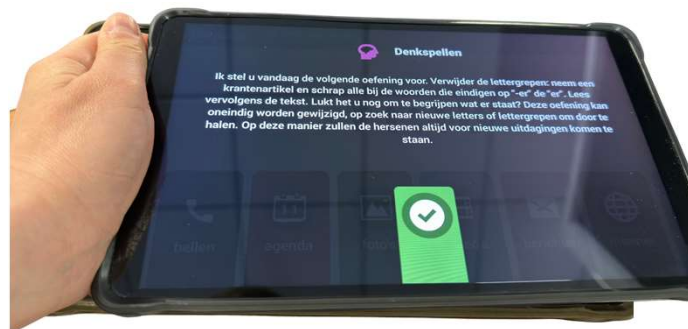 Denkspellen
Ik stel u vandaag de volgende oefening voor. Verwijder de lettergrepen: neem een
krantenartikel en schrap alle bij de woorden die eindigen op "-er" de "er". Lees
vervolgens de tekst. Lukt het u nog om te begrijpen wat er staat? Deze oefening kan
oneindig worden gewijzigd, op zoek naar nieuwe letters of lettergrepen om door te
halen. Op deze manier zullen de hersenen altijd voor nieuwe uitdagingen komen te
staan.
bellen agenda